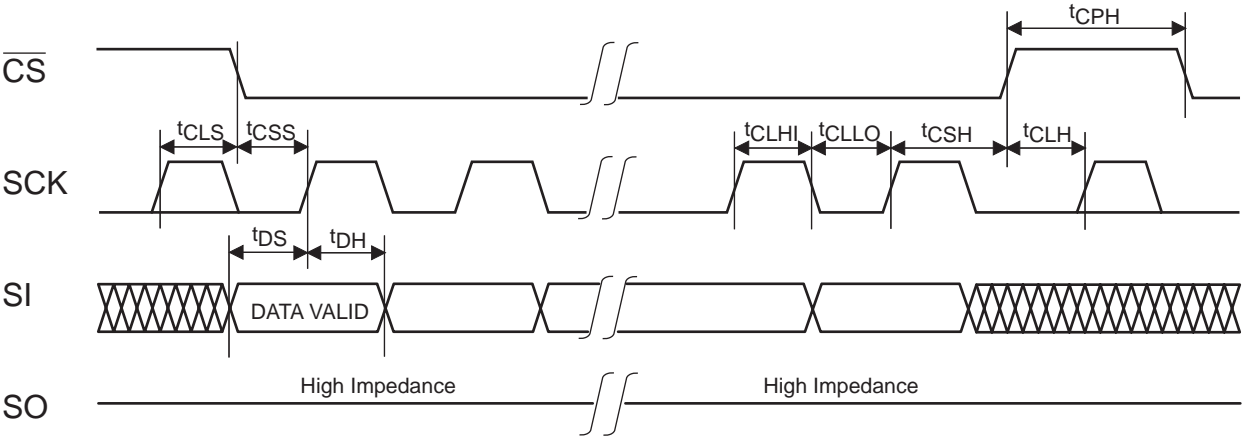 tCPH
CS
tCLS tCSS tCLHI tCLLO tCSH tCLH
SCK
tDS tDH
SI
DATA VALID
High Impedance High Impedance
SO